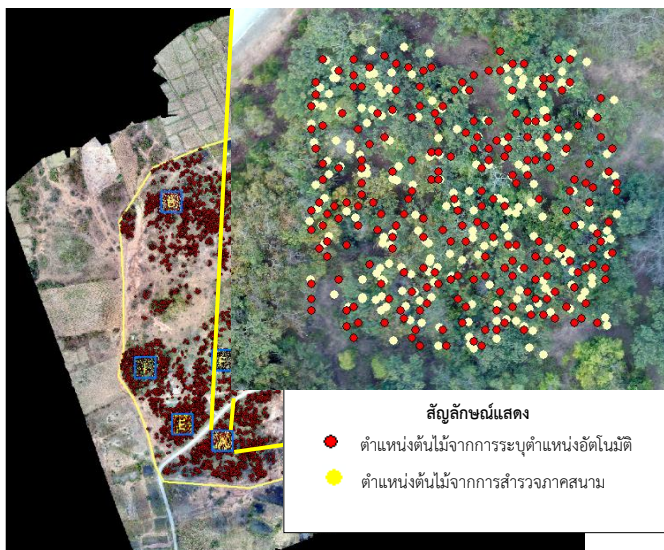 สัญลักษณ์แสดง
ตำแหน่งต้นไม้จากการระบุตำแหน่งอัตโนมัติ
ตำแหน่งต้นไม้จากการสำรวจภาคสนาม